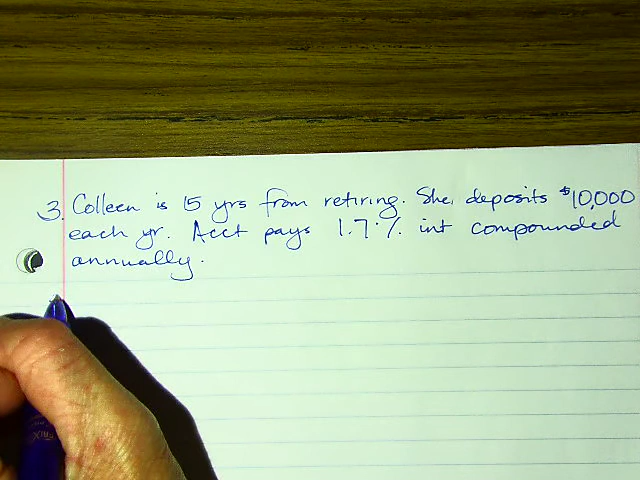 3. Colleen is 15 yrs from retiring. She deposits $10,000
each yr. Acct pays 1.7% int compounded
annually.